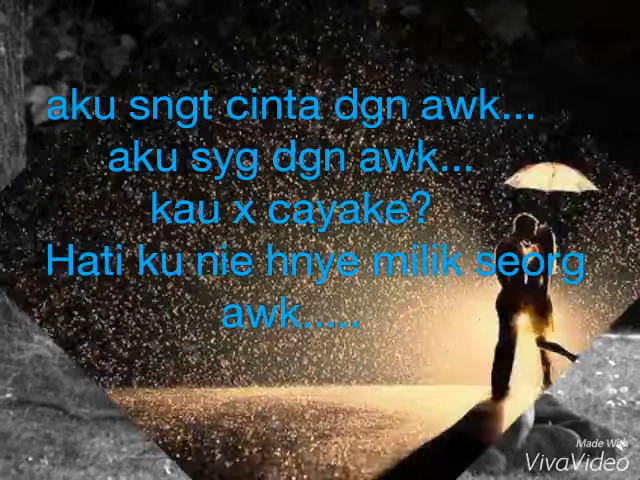 aku sngt cinta dgn awk...
aku syg dgn awk...
kau x cayake?
Hati ku nie hnye milik seorg
awk.....
Made With
VivaVideo